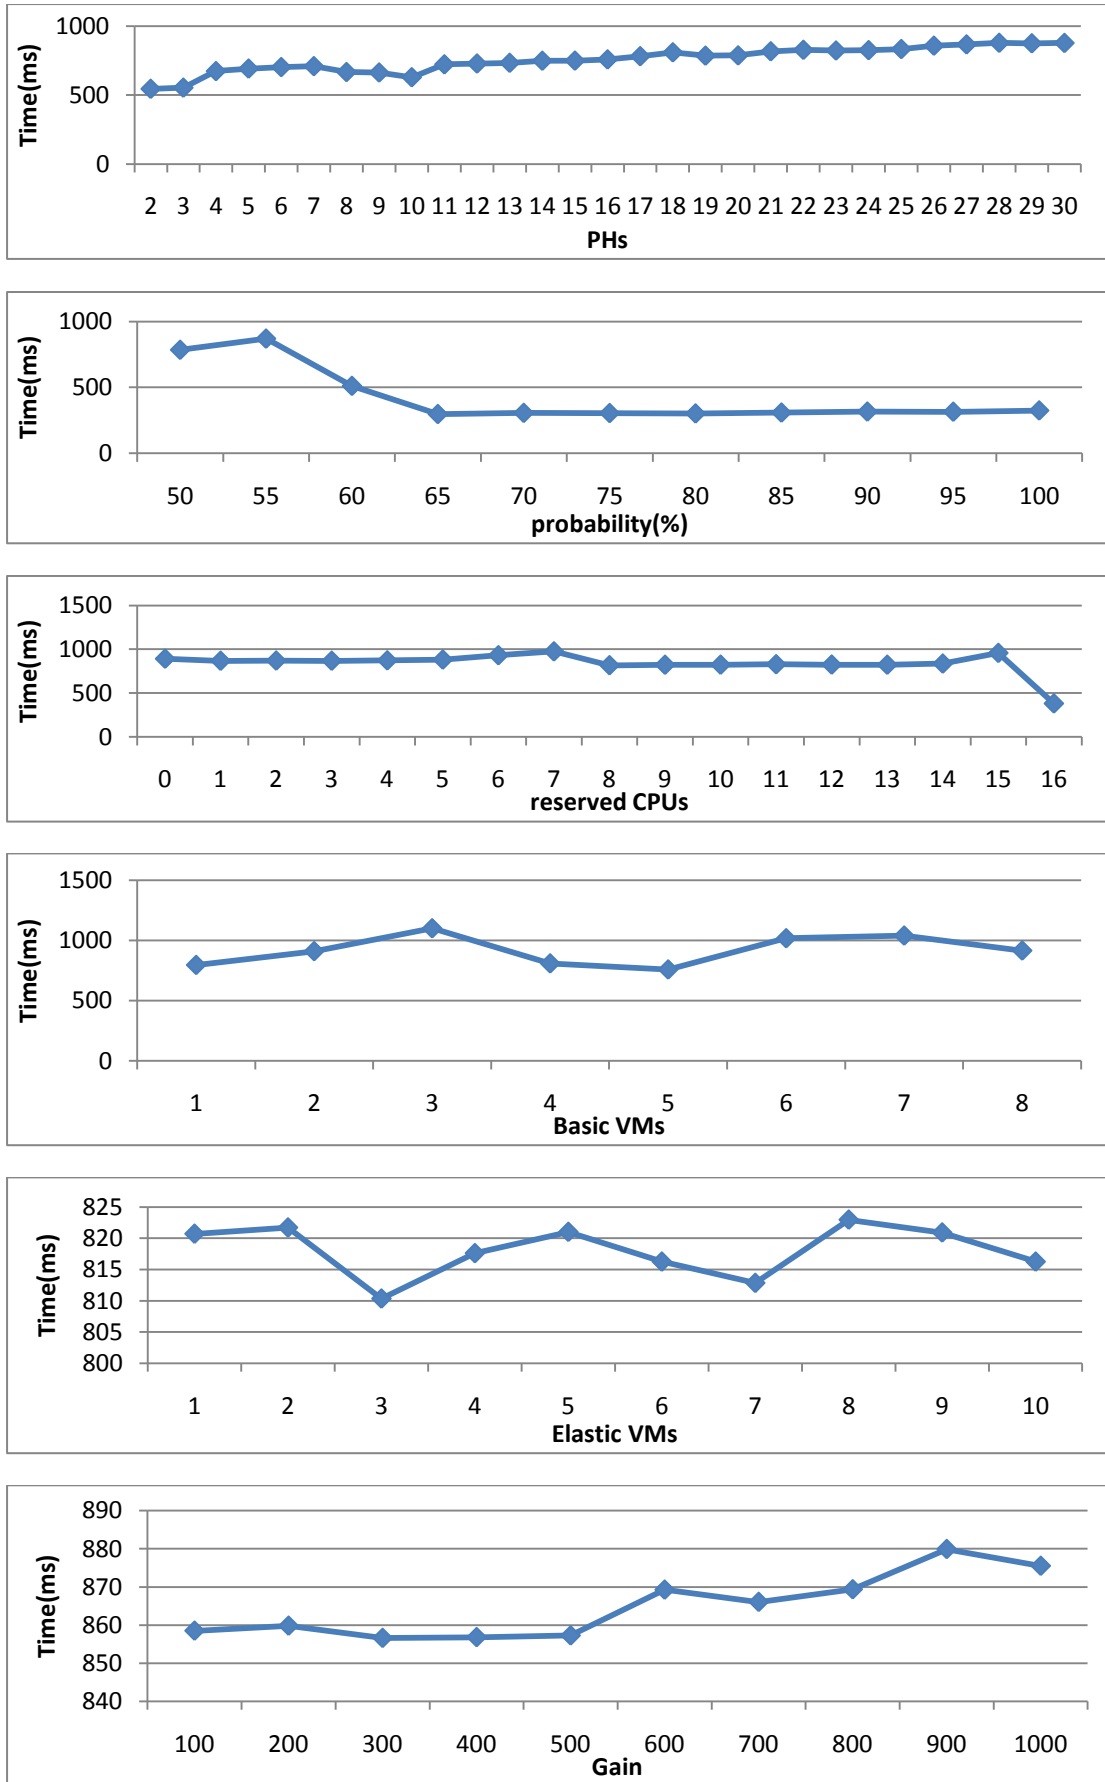 Time(ms)
1000
500
0
2 3 4 5 6 7 8 9 10 11 12 13 14 15 16 17 18 19 20 21 22 23 24 25 26 27 28 29 30
PHs
Time(ms)
1000
500
0
50 55 60 65 70 75 80 85 90 95 100
probability(%)
Time(ms)
1500
1000
500
0
0 1 2 3 4 5 6 7 8 9 10 11 12 13 14 15 16
reserved CPUs
Time(ms)
1500
1000
500
0
1 2 3 4 5 6 7 8
Basic VMs
Time(ms)
825
820
815
810
805
800
1 2 3 4 5 6 7 8 9 10
Elastic VMs
Time(ms)
890
880
870
860
850
840
100 200 300 400 500 600 700 800 900 1000
Gain